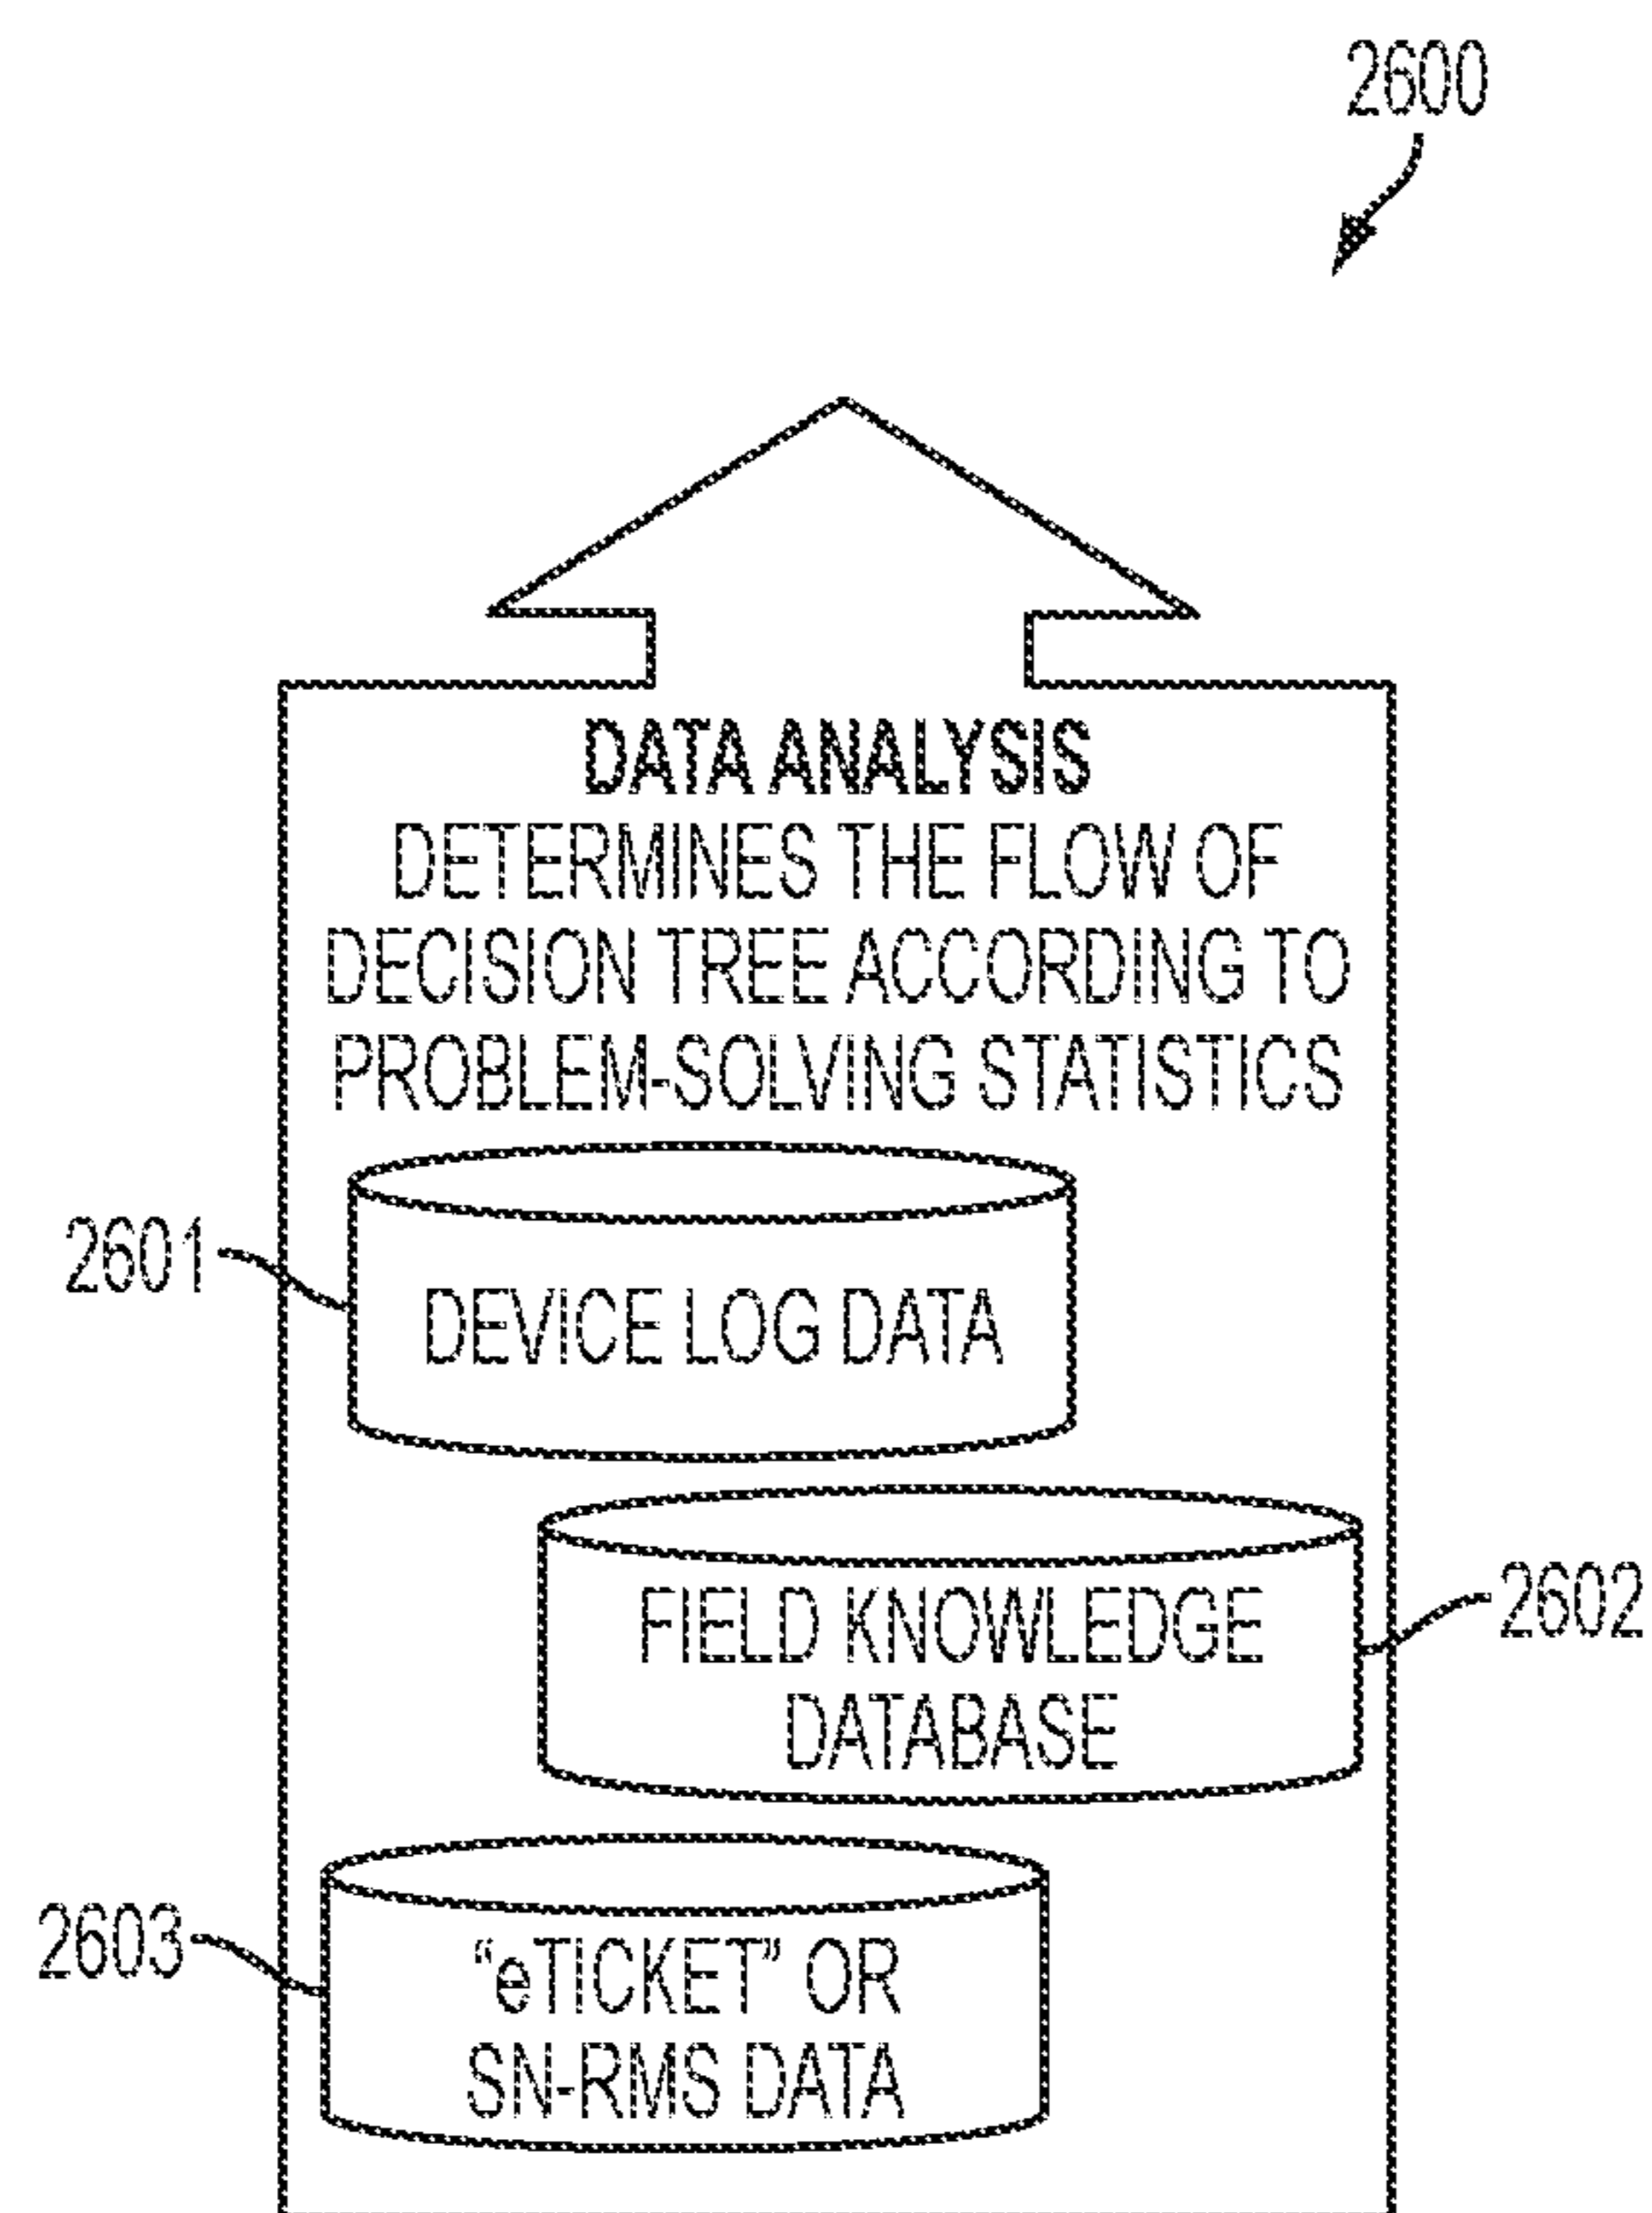 2600
DATA ANALYSIS
DETERMINES THE FLOW OF
DECISION TREE ACCORDING TO
PROBLEM-SOLVING STATISTICS
2601
DEVICE LOG DATA
FIELD KNOWLEDGE
DATABASE
2602
2603
“eTICKET” OR
SN-RMS DATA